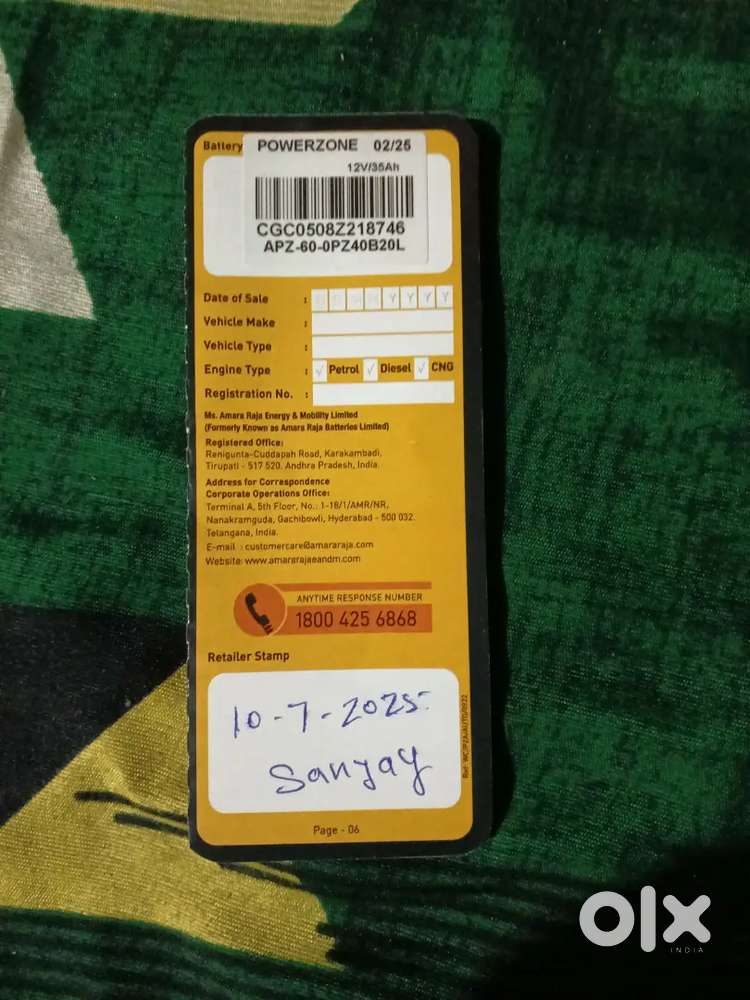 Battery POWERZONE 02/25
12V/35Ah
CGC0508Z218746
APZ-60-0PZ40B20L
Date of Sale : D D M M Y Y Y Y
Vehicle Make :
Vehicle Type :
Engine Type : √ Petrol √ Diesel √ CNG
Registration No. :
Ms. Amara Raja Energy & Mobility Limited
(Formerly Known as Amara Raja Batteries Limited)
Registered Office:
Renigunta-Cuddapah Road, Karakambadi,
Tirupati - 517 520. Andhra Pradesh, India.
Address for Correspondence
Corporate Operations Office:
Terminal A, 5th Floor, No.: 1-18/1/AMR/NR,
Nanakramguda, Gachibowli, Hyderabad - 500 032.
Telangana, India.
E-mail : customercare@amararaja.com
Website: www.amararajaeandm.com
ANYTIME RESPONSE NUMBER
1800 425 6868
Retailer Stamp
10-7-2025
Sanjay
Page - 06
olx
INDIA